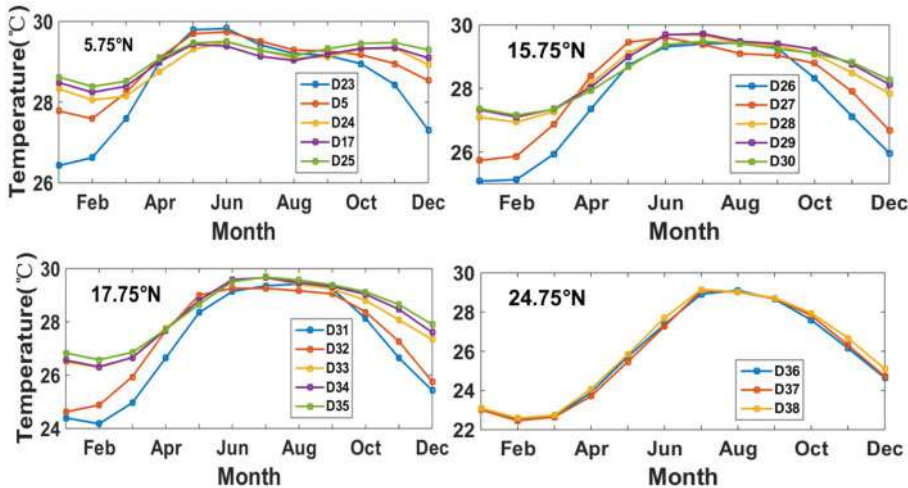 Temperature(℃)
30
28
26
5.75°N
D23
D5
D24
D17
D25
Feb Apr Jun Aug Oct Dec
Month
30
28
26
15.75°N
D26
D27
D28
D29
D30
Feb Apr Jun Aug Oct Dec
Month
Temperature(℃)
30
28
26
24
17.75°N
D31
D32
D33
D34
D35
Feb Apr Jun Aug Oct Dec
Month
30
28
26
24
22
24.75°N
D36
D37
D38
Feb Apr Jun Aug Oct Dec
Month